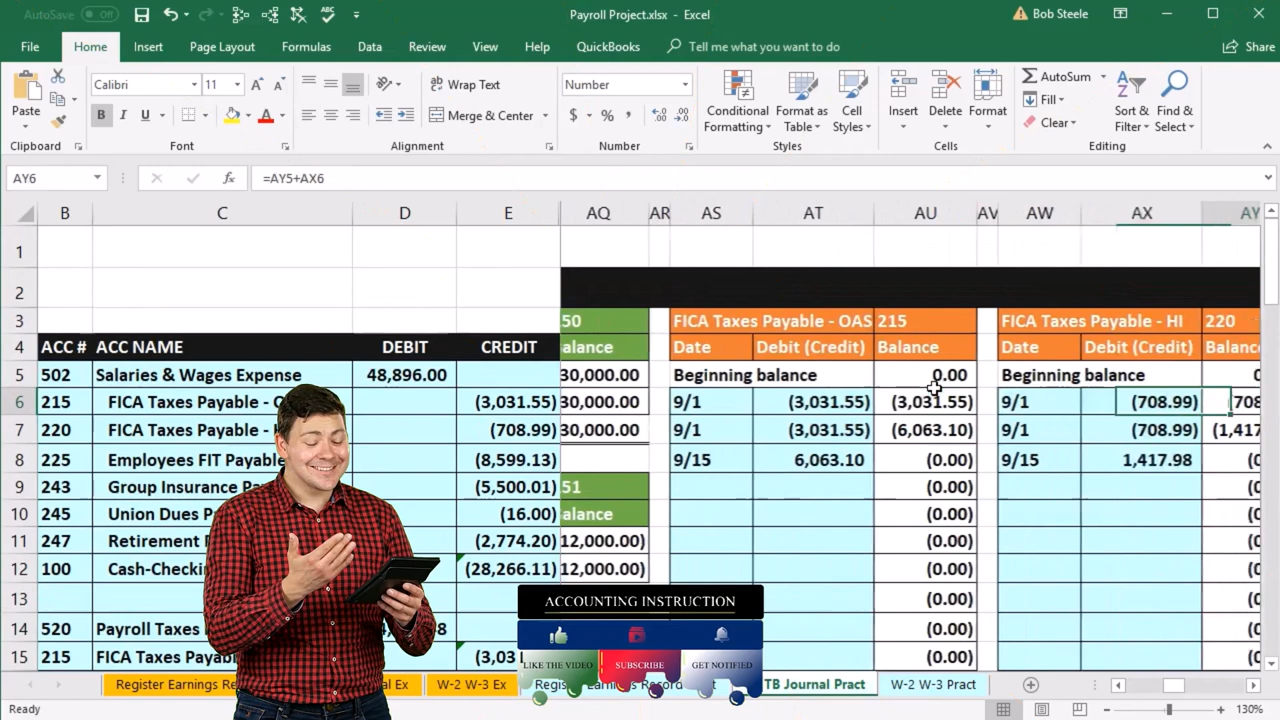 AutoSave Off
Payroll Project.xlsx - Excel
Bob Steele
File Home Insert Page Layout Formulas Data Review View Help QuickBooks Tell me what you want to do Share
Calibri 11 Wrap Text Number AutoSum
Fill
Paste B I U Merge & Center $ % Conditional Formatting Format as Table Cell Styles Insert Delete Format Clear Sort & Filter Find & Select
Clipboard Font Alignment Number Styles Cells Editing
AY6 fx =AY5+AX6
B C D E AQ AR AS AT AU AV AW AX AY
1
2
3 50 FICA Taxes Payable - OAS 215 FICA Taxes Payable - HI 220
4 ACC # ACC NAME DEBIT CREDIT alance Date Debit (Credit) Balance Date Debit (Credit) Balanc
5 502 Salaries & Wages Expense 48,896.00 30,000.00 Beginning balance 0.00 Beginning balance 0
6 215 FICA Taxes Payable - O (3,031.55) 30,000.00 9/1 (3,031.55) (3,031.55) 9/1 (708.99) (708
7 220 FICA Taxes Payable - (708.99) 30,000.00 9/1 (3,031.55) (6,063.10) 9/1 (708.99) (1,417
8 225 Employees FIT Payable (8,599.13) 9/15 6,063.10 (0.00) 9/15 1,417.98 (0
9 243 Group Insurance Pa (5,500.01) 51 (0.00) (0
10 245 Union Dues P (16.00) alance (0.00) (0
11 247 Retirement (2,774.20) 12,000.00) (0.00) (0
12 100 Cash-Checki (28,266.11) 12,000.00) (0.00) (0
13 (0.00) (0
14 520 Payroll Taxes 8 (0.00) (0
15 215 FICA Taxes Payab (3,03 (0.00) (0
ACCOUNTING INSTRUCTION
LIKE THE VIDEO SUBSCRIBE GET NOTIFIED
Register Earnings Re al Ex W-2 W-3 Ex Register Earnings Record TB Journal Pract W-2 W-3 Pract
Ready 130%